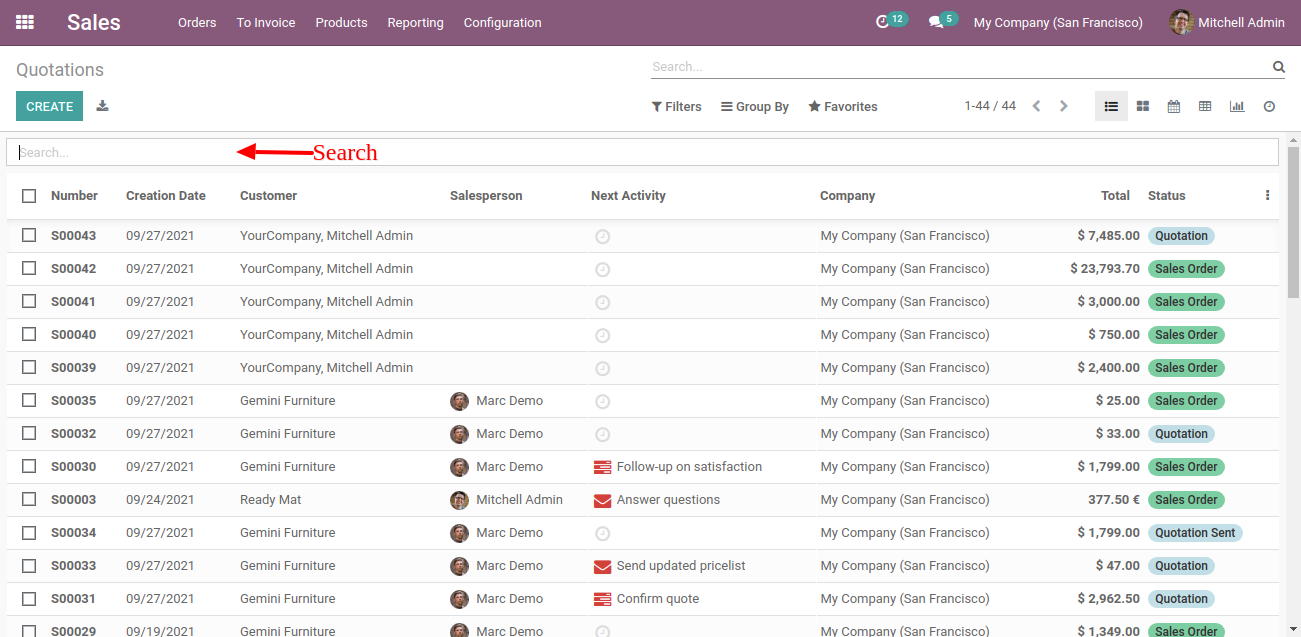 Sales Orders To Invoice Products Reporting Configuration 12 5 My Company (San Francisco) Mitchell Admin
Quotations Search...
CREATE Filters Group By Favorites 1-44 / 44
Search... Search
Number Creation Date Customer Salesperson Next Activity Company Total Status
S00043 09/27/2021 YourCompany, Mitchell Admin My Company (San Francisco) $ 7,485.00 Quotation
S00042 09/27/2021 YourCompany, Mitchell Admin My Company (San Francisco) $ 23,793.70 Sales Order
S00041 09/27/2021 YourCompany, Mitchell Admin My Company (San Francisco) $ 3,000.00 Sales Order
S00040 09/27/2021 YourCompany, Mitchell Admin My Company (San Francisco) $ 750.00 Sales Order
S00039 09/27/2021 YourCompany, Mitchell Admin My Company (San Francisco) $ 2,400.00 Sales Order
S00035 09/27/2021 Gemini Furniture Marc Demo My Company (San Francisco) $ 25.00 Sales Order
S00032 09/27/2021 Gemini Furniture Marc Demo My Company (San Francisco) $ 33.00 Quotation
S00030 09/27/2021 Gemini Furniture Marc Demo Follow-up on satisfaction My Company (San Francisco) $ 1,799.00 Sales Order
S00003 09/24/2021 Ready Mat Mitchell Admin Answer questions My Company (San Francisco) 377.50 € Sales Order
S00034 09/27/2021 Gemini Furniture Marc Demo My Company (San Francisco) $ 1,799.00 Quotation Sent
S00033 09/27/2021 Gemini Furniture Marc Demo Send updated pricelist My Company (San Francisco) $ 47.00 Quotation
S00031 09/27/2021 Gemini Furniture Marc Demo Confirm quote My Company (San Francisco) $ 2,962.50 Quotation
S00029 09/19/2021 Gemini Furniture Marc Demo My Company (San Francisco) $ 1,349.00 Sales Order